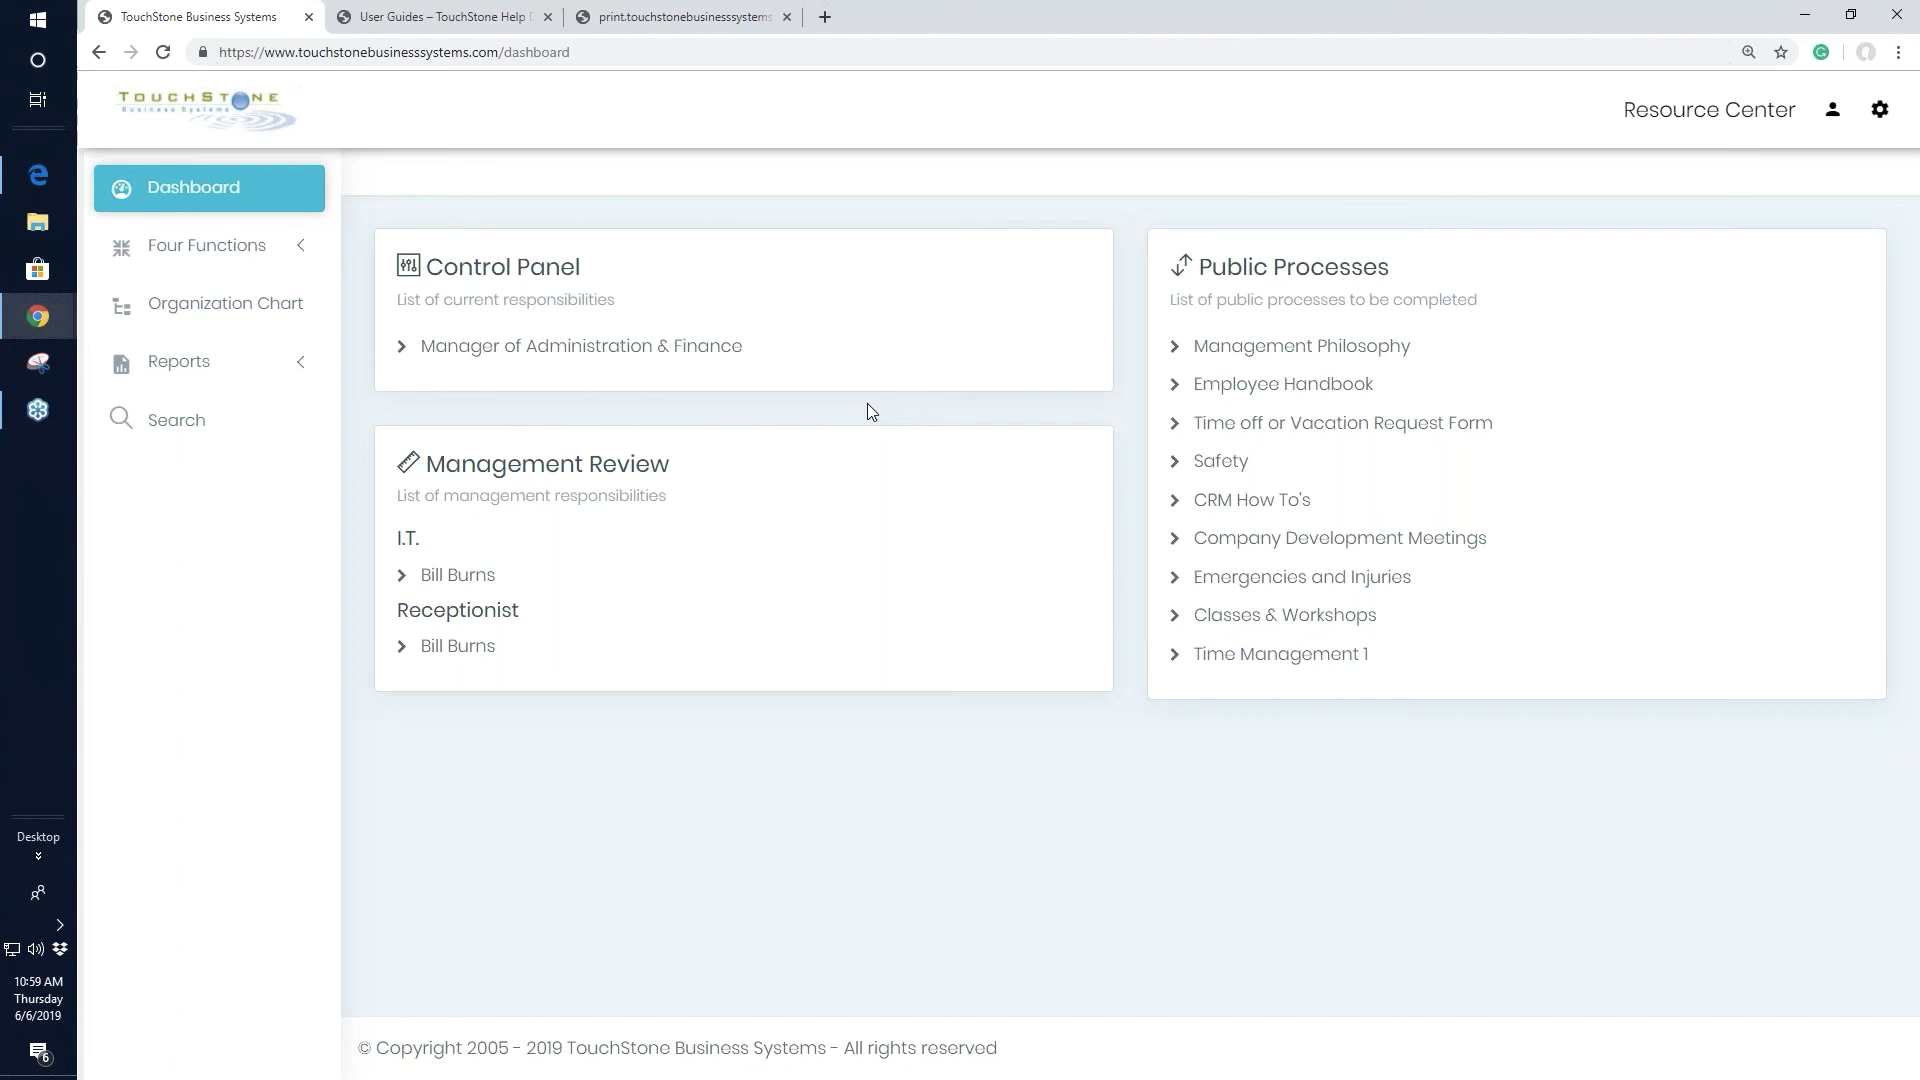 TouchStone Business Systems
User Guides – TouchStone Help D
print.touchstonebusinesssystems
https://www.touchstonebusinesssystems.com/dashboard
TOUCHSTONE
Business Systems
Resource Center
Dashboard
Four Functions
Organization Chart
Reports
Search
Control Panel
List of current responsibilities
Manager of Administration & Finance
Management Review
List of management responsibilities
I.T.
Bill Burns
Receptionist
Bill Burns
Public Processes
List of public processes to be completed
Management Philosophy
Employee Handbook
Time off or Vacation Request Form
Safety
CRM How To's
Company Development Meetings
Emergencies and Injuries
Classes & Workshops
Time Management 1
Desktop
10:59 AM
Thursday
6/6/2019
6
© Copyright 2005 - 2019 TouchStone Business Systems - All rights reserved